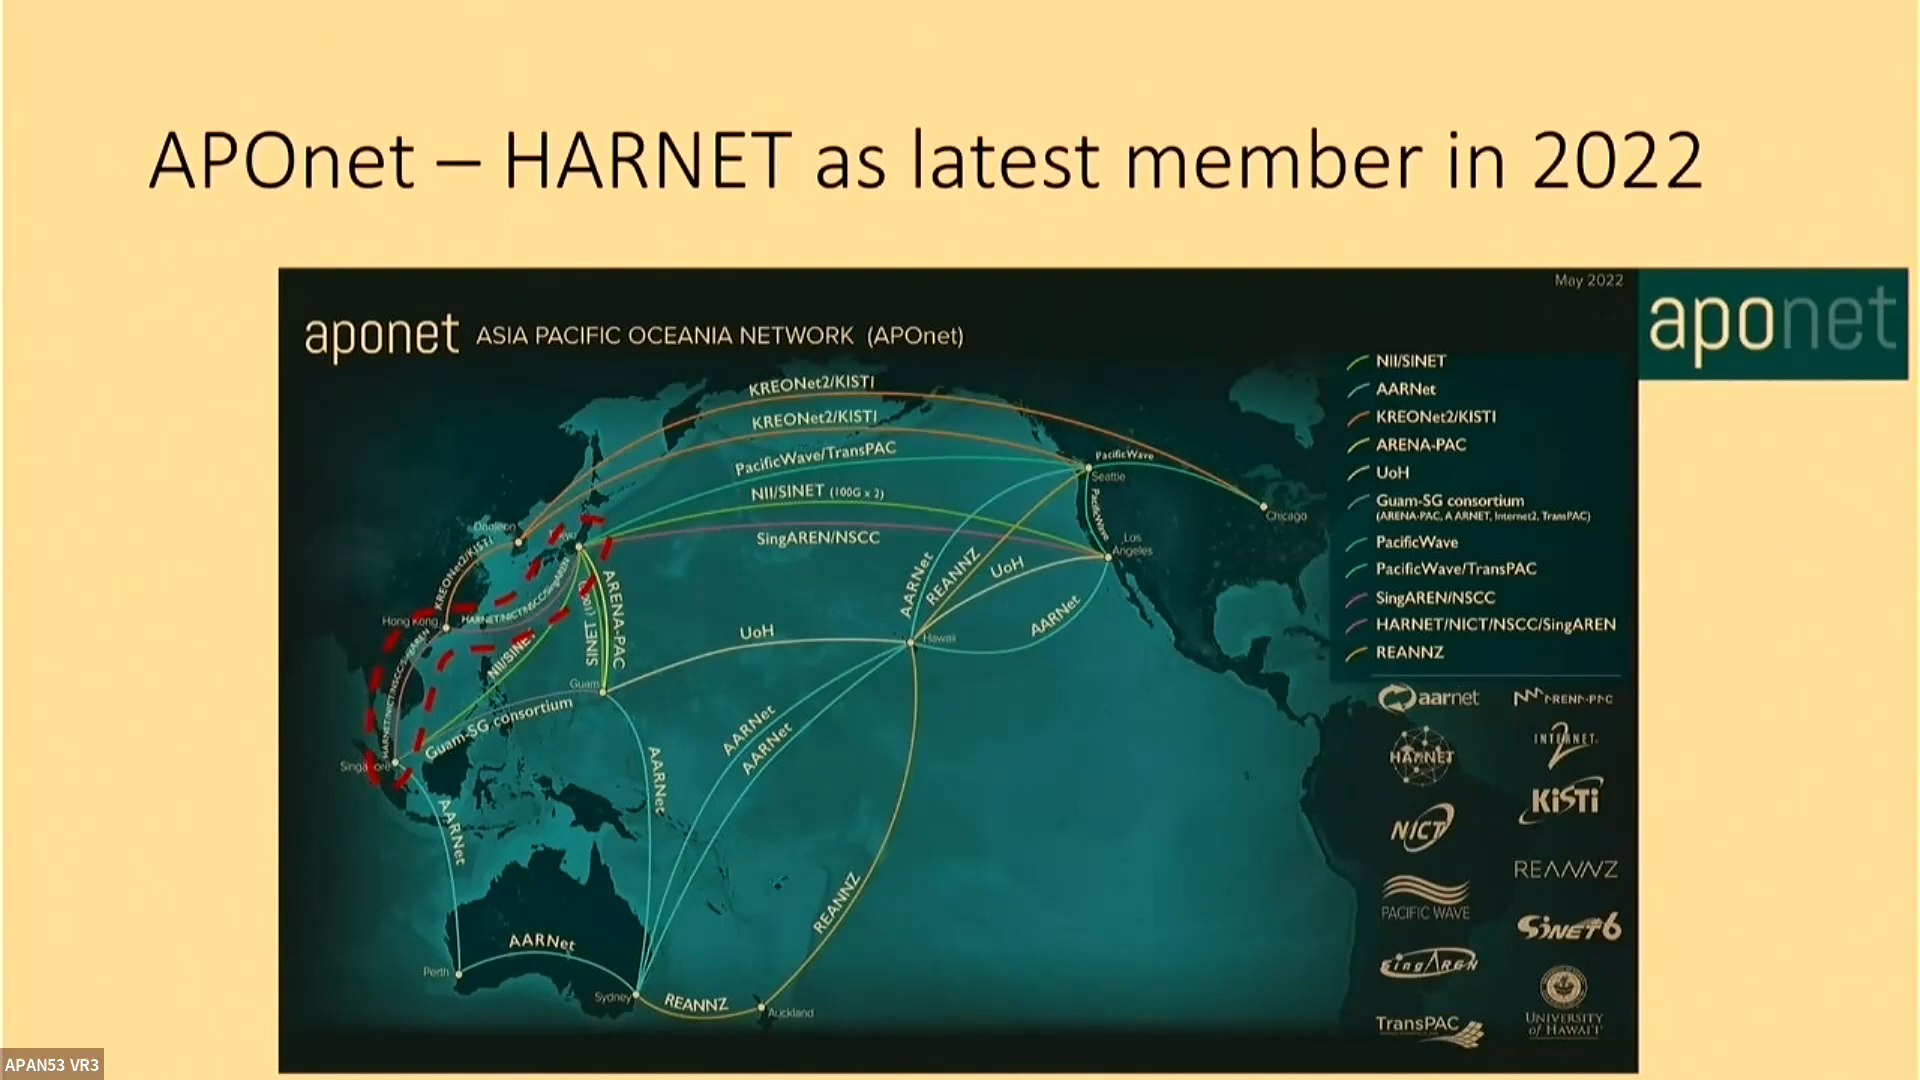 APOnet – HARNET as latest member in 2022
May 2022
aponet
aponet ASIA PACIFIC OCEANIA NETWORK (APOnet)
NII/SINET
AARNet
KREONet2/KISTI
ARENA-PAC
UoH
Guam-SG consortium
(ARENA-PAC, AARNET, Internet2, TransPAC)
PacificWave
PacificWave/TransPAC
SingAREN/NSCC
HARNET/NICT/NSCC/SingAREN
REANNZ
KREONet2/KISTI
KREONet2/KISTI
PacificWave/TransPAC
PacificWave
Seattle
NII/SINET (100G x 2)
PacificWave
Chicago
Daejeon
SingAREN/NSCC
Los
Angeles
KREONet2/KISTI
HARNET/NICT/NSCC/SingAREN
ARENA-PAC
SINET (100G)
AARNet
REANNZ
UoH
AARNet
Hong Kong
UoH
Hawaii
HARNET/NICT/NSCC/SingAREN
NII/SINET
Guam
Guam-SG consortium
AARNet
AARNet
AARNet
AARNet
REANNZ
AARNet
Perth
Sydney
REANNZ
Auckland
aarnet
ARENA-PAC
HARNET
INTERNET2
NICT
KiSTi
PACIFIC WAVE
REANNZ
SingAREN
SINET6
TransPAC
UNIVERSITY
of HAWAI'I
APAN53 VR3